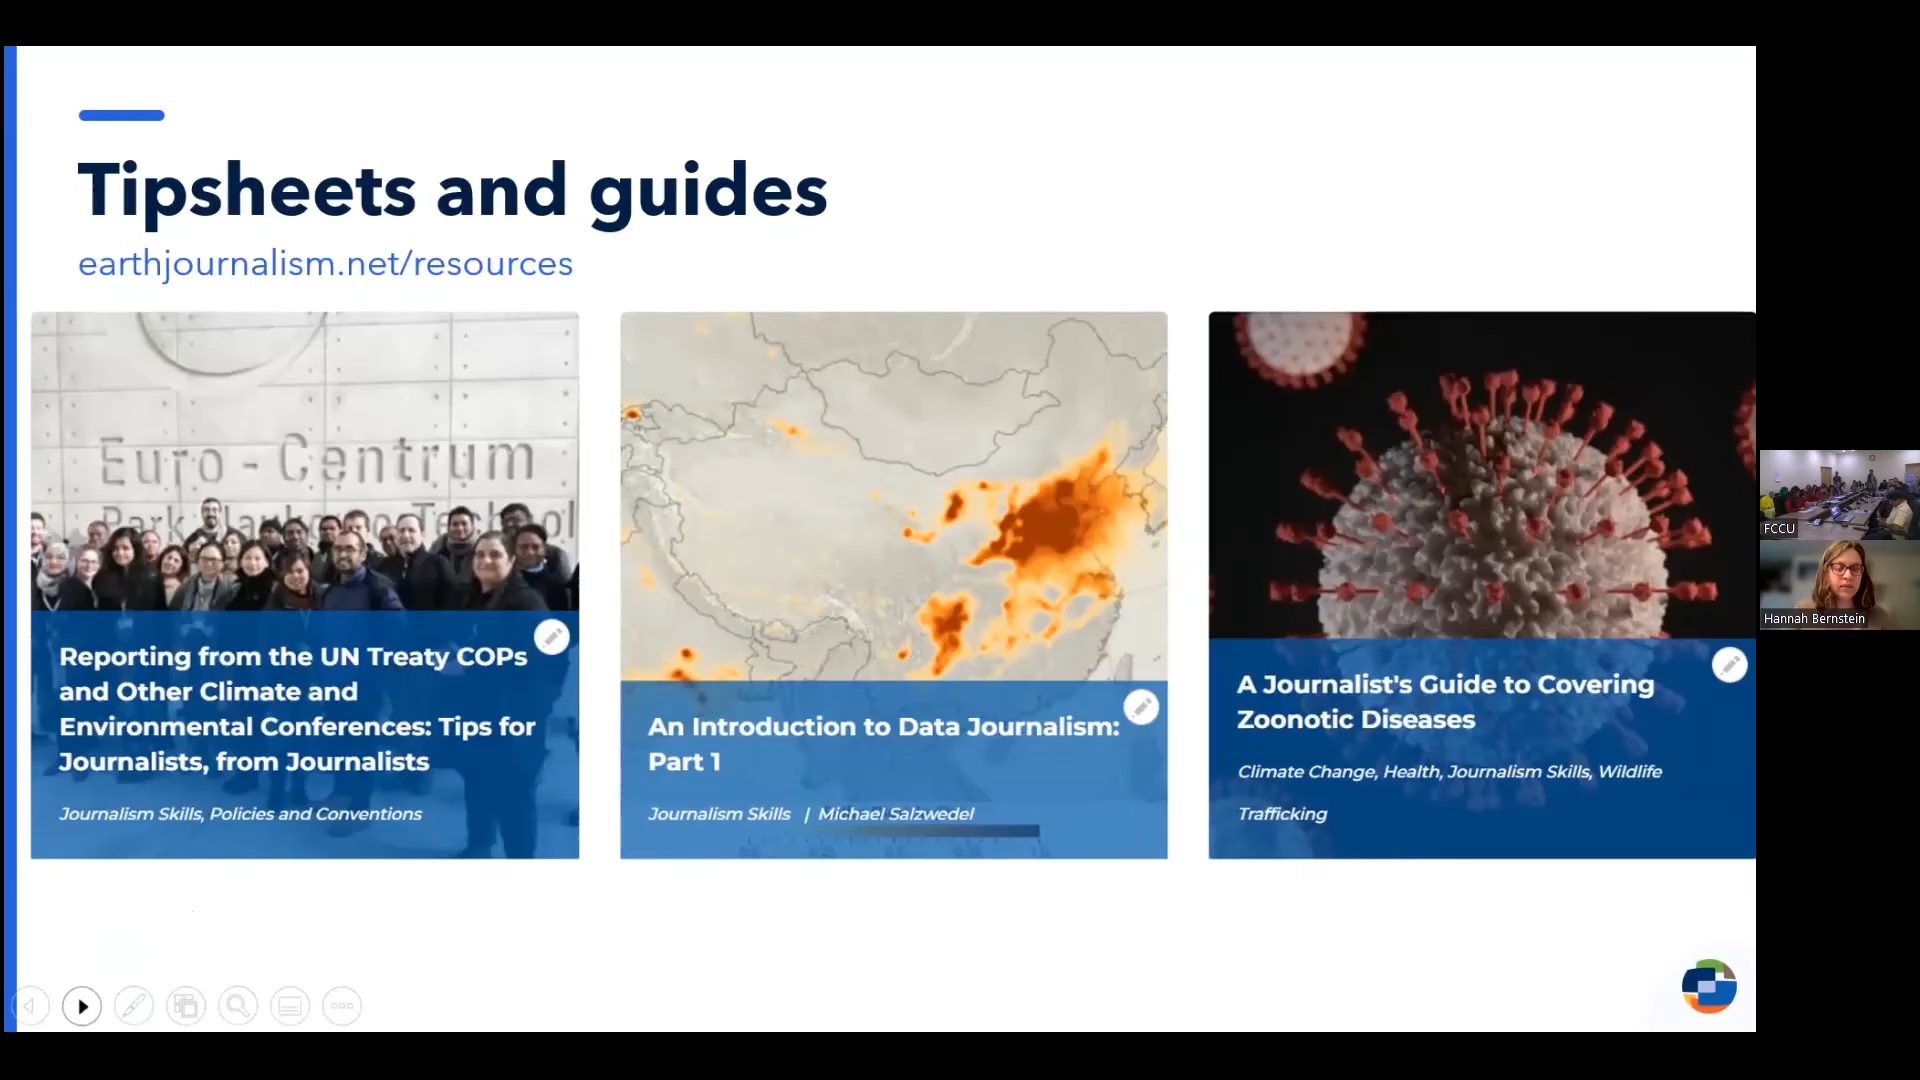 Tipsheets and guides
earthjournalism.net/resources
Euro-Centrum
Reporting from the UN Treaty COPs
and Other Climate and
Environmental Conferences: Tips for
Journalists, from Journalists
Journalism Skills, Policies and Conventions
An Introduction to Data Journalism:
Part 1
Journalism Skills | Michael Salzwedel
A Journalist's Guide to Covering
Zoonotic Diseases
Climate Change, Health, Journalism Skills, Wildlife
Trafficking
FCCU
Hannah Bernstein